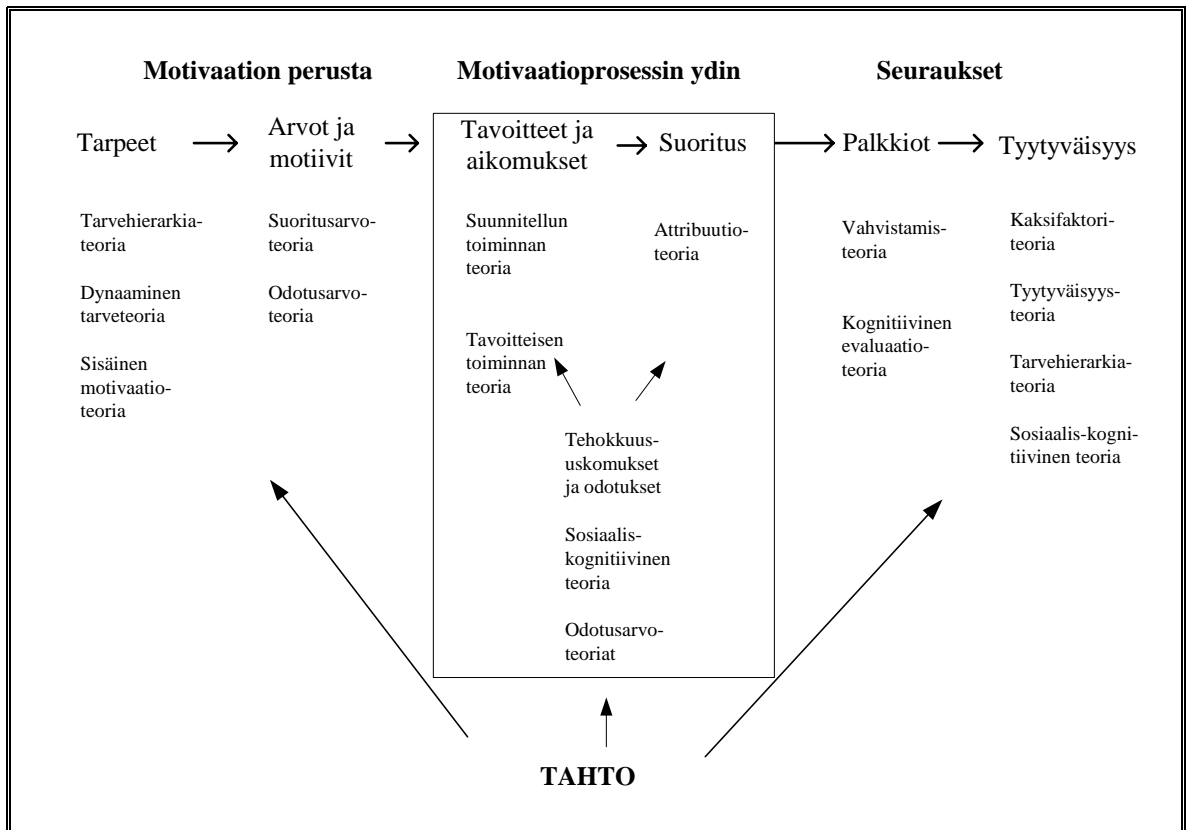 Motivaation perusta
Motivaatioprosessin ydin
Seuraukset
Tarpeet
Arvot ja
motiivit
Tavoitteet ja
aikomukset
Suoritus
Palkkiot
Tyytyväisyys
Tarvehierarkia-
teoria
Dynaaminen
tarveteoria
Sisäinen
motivaatio-
teoria
Suoritusarvo-
teoria
Odotusarvo-
teoria
Suunnitellun
toiminnan
teoria
Tavoitteisen
toiminnan
teoria
Attribuutio-
teoria
Tehokkuus-
uskomukset
ja odotukset
Sosiaalis-
kognitiivinen
teoria
Odotusarvo-
teoriat
Vahvistamis-
teoria
Kognitiivinen
evaluaatio-
teoria
Kaksifaktori-
teoria
Tyytyväisyys-
teoria
Tarvehierarkia-
teoria
Sosiaalis-kogni-
tiivinen teoria
TAHTO